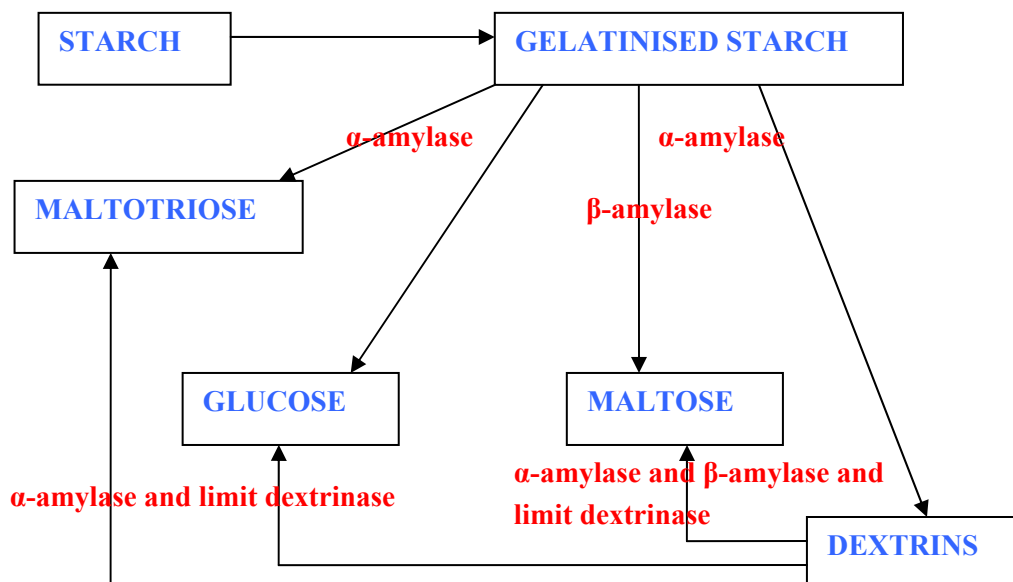 STARCH
GELATINISED STARCH
α-amylase
α-amylase
MALTOTRIOSE
β-amylase
GLUCOSE
MALTOSE
α-amylase and limit dextrinase
α-amylase and β-amylase and
limit dextrinase
DEXTRINS